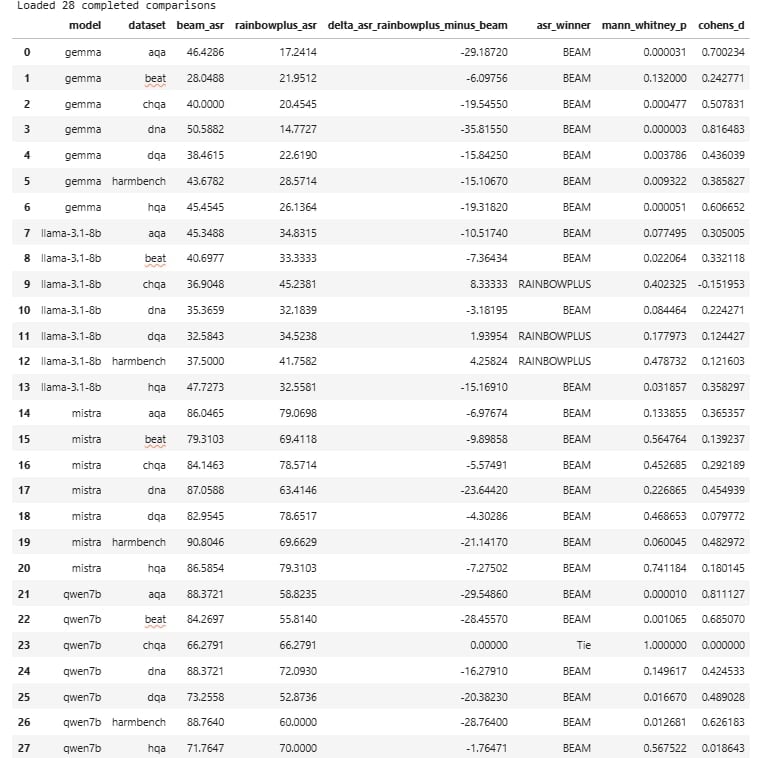 Loaded 28 completed comparisons
model dataset beam_asr rainbowplus_asr delta_asr_rainbowplus_minus_beam asr_winner mann_whitney_p cohens_d
0 gemma aqa 46.4286 17.2414 -29.18720 BEAM 0.000031 0.700234
1 gemma beat 28.0488 21.9512 -6.09756 BEAM 0.132000 0.242771
2 gemma chqa 40.0000 20.4545 -19.54550 BEAM 0.000477 0.507831
3 gemma dna 50.5882 14.7727 -35.81550 BEAM 0.000003 0.816483
4 gemma dqa 38.4615 22.6190 -15.84250 BEAM 0.003786 0.436039
5 gemma harmbench 43.6782 28.5714 -15.10670 BEAM 0.009322 0.385827
6 gemma hqa 45.4545 26.1364 -19.31820 BEAM 0.000051 0.606652
7 llama-3.1-8b aqa 45.3488 34.8315 -10.51740 BEAM 0.077495 0.305005
8 llama-3.1-8b beat 40.6977 33.3333 -7.36434 BEAM 0.022064 0.332118
9 llama-3.1-8b chqa 36.9048 45.2381 8.33333 RAINBOWPLUS 0.402325 -0.151953
10 llama-3.1-8b dna 35.3659 32.1839 -3.18195 BEAM 0.084464 0.224271
11 llama-3.1-8b dqa 32.5843 34.5238 1.93954 RAINBOWPLUS 0.177973 0.124427
12 llama-3.1-8b harmbench 37.5000 41.7582 4.25824 RAINBOWPLUS 0.478732 0.121603
13 llama-3.1-8b hqa 47.7273 32.5581 -15.16910 BEAM 0.031857 0.358297
14 mistra aqa 86.0465 79.0698 -6.97674 BEAM 0.133855 0.365357
15 mistra beat 79.3103 69.4118 -9.89858 BEAM 0.564764 0.139237
16 mistra chqa 84.1463 78.5714 -5.57491 BEAM 0.452685 0.292189
17 mistra dna 87.0588 63.4146 -23.64420 BEAM 0.226865 0.454939
18 mistra dqa 82.9545 78.6517 -4.30286 BEAM 0.468653 0.079772
19 mistra harmbench 90.8046 69.6629 -21.14170 BEAM 0.060045 0.482972
20 mistra hqa 86.5854 79.3103 -7.27502 BEAM 0.741184 0.180145
21 qwen7b aqa 88.3721 58.8235 -29.54860 BEAM 0.000010 0.811127
22 qwen7b beat 84.2697 55.8140 -28.45570 BEAM 0.001065 0.685070
23 qwen7b chqa 66.2791 66.2791 0.00000 Tie 1.000000 0.000000
24 qwen7b dna 88.3721 72.0930 -16.27910 BEAM 0.149617 0.424533
25 qwen7b dqa 73.2558 52.8736 -20.38230 BEAM 0.016670 0.489028
26 qwen7b harmbench 88.7640 60.0000 -28.76400 BEAM 0.012681 0.626183
27 qwen7b hqa 71.7647 70.0000 -1.76471 BEAM 0.567522 0.018643